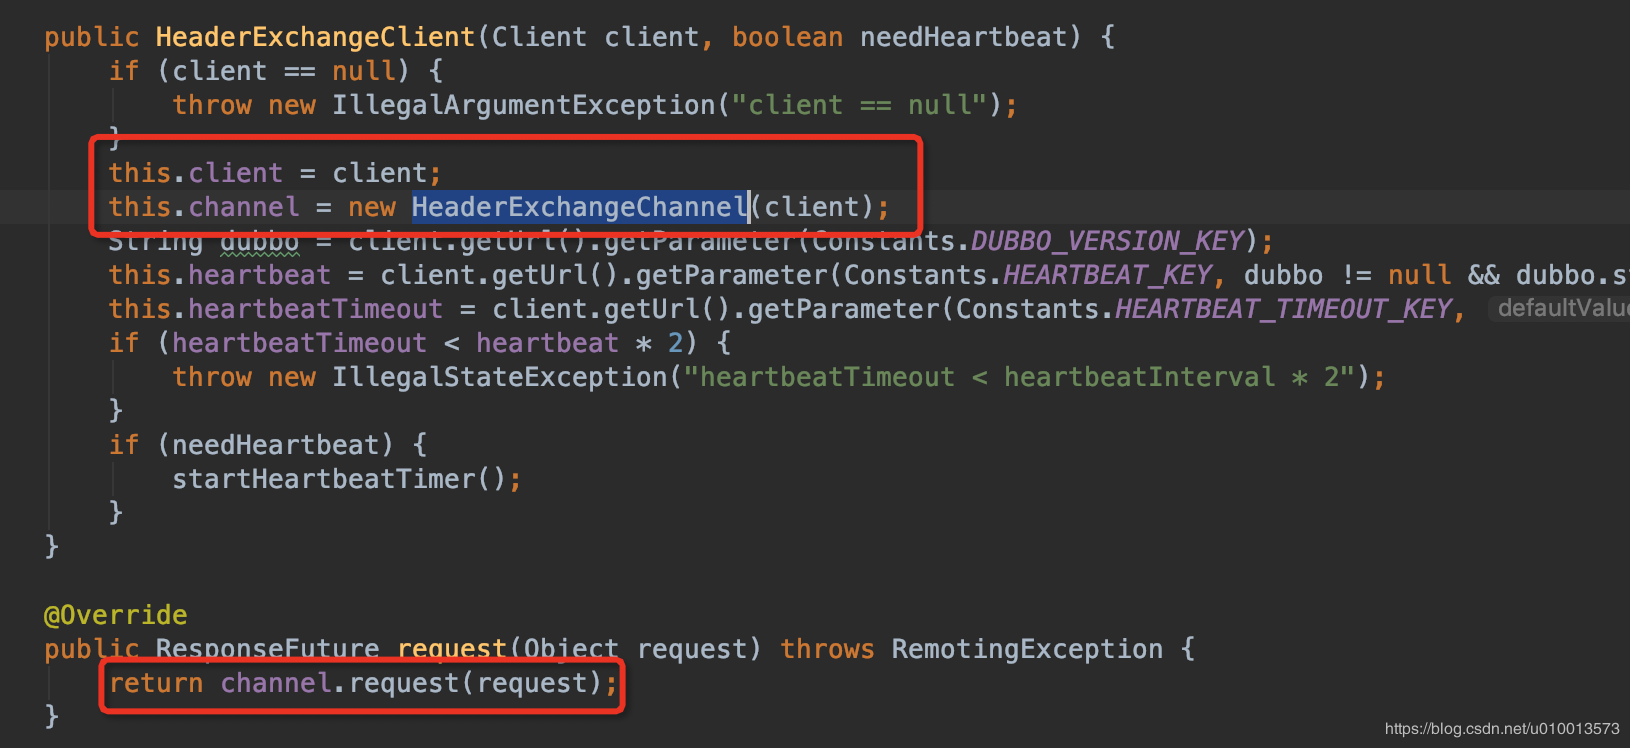 public HeaderExchangeClient(Client client, boolean needHeartbeat) {
    if (client == null) {
        throw new IllegalArgumentException("client == null");
    }
    this.client = client;
    this.channel = new HeaderExchangeChannel(client);
    String dubbo = client.getUrl().getParameter(Constants.DUBBO_VERSION_KEY);
    this.heartbeat = client.getUrl().getParameter(Constants.HEARTBEAT_KEY, dubbo != null && dubbo.s
    this.heartbeatTimeout = client.getUrl().getParameter(Constants.HEARTBEAT_TIMEOUT_KEY, defaultValu
    if (heartbeatTimeout < heartbeat * 2) {
        throw new IllegalStateException("heartbeatTimeout < heartbeatInterval * 2");
    }
    if (needHeartbeat) {
        startHeartbeatTimer();
    }
}
@Override
public ResponseFuture request(Object request) throws RemotingException {
    return channel.request(request);
}
https://blog.csdn.net/u010013573